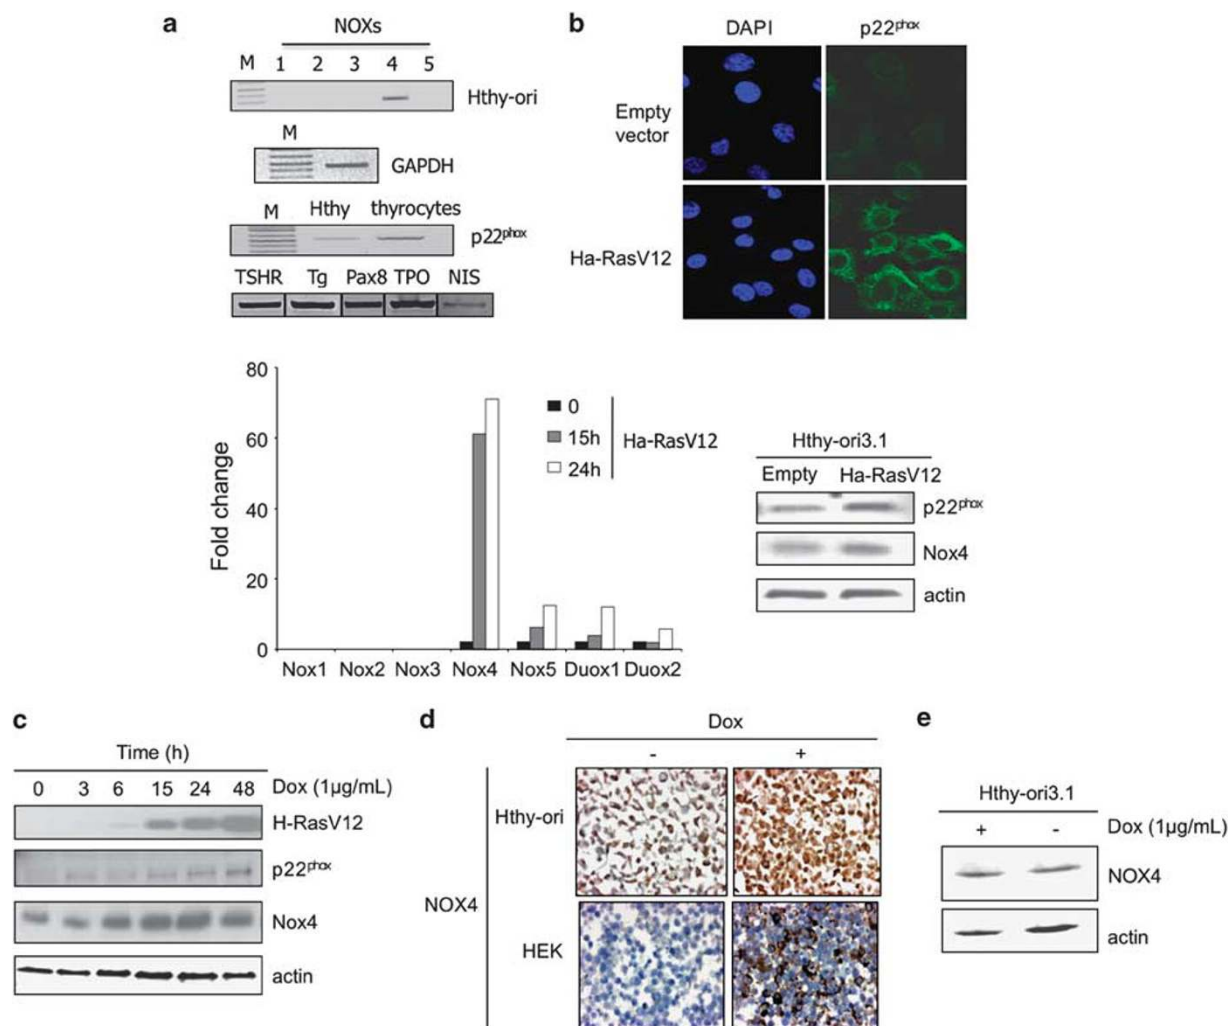 a
NOXs
M 1 2 3 4 5
Hthy-ori
M
GAPDH
M Hthy thyrocytes
p22phox
TSHR Tg Pax8 TPO NIS
b
DAPI p22phox
Empty vector
Ha-RasV12
80
60
40
20
0
Fold change
0
15h
24h
Ha-RasV12
Nox1 Nox2 Nox3 Nox4 Nox5 Duox1 Duox2
Hthy-ori3.1
Empty Ha-RasV12
p22phox
Nox4
actin
c
Time (h)
0 3 6 15 24 48 Dox (1µg/mL)
H-RasV12
p22phox
Nox4
actin
d
Dox
- +
NOX4
Hthy-ori
HEK
e
Hthy-ori3.1
+ - Dox (1µg/mL)
NOX4
actin